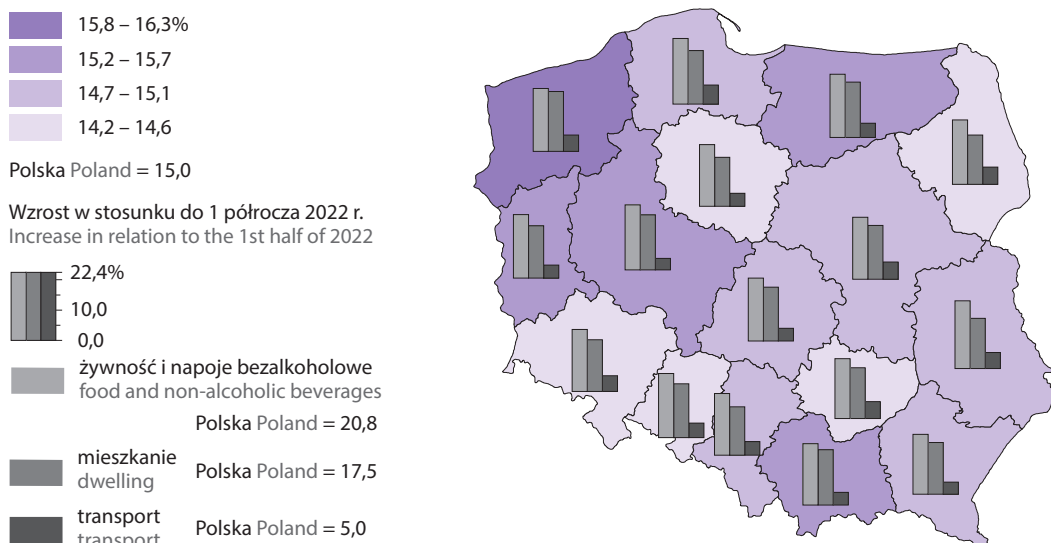 15,8 – 16,3%
15,2 – 15,7
14,7 – 15,1
14,2 – 14,6
Polska Poland = 15,0
Wzrost w stosunku do 1 półrocza 2022 r.
Increase in relation to the 1st half of 2022
22,4%
10,0
0,0
żywność i napoje bezalkoholowe
food and non-alcoholic beverages
Polska Poland = 20,8
mieszkanie
dwelling
Polska Poland = 17,5
transport
transport
Polska Poland = 5,0